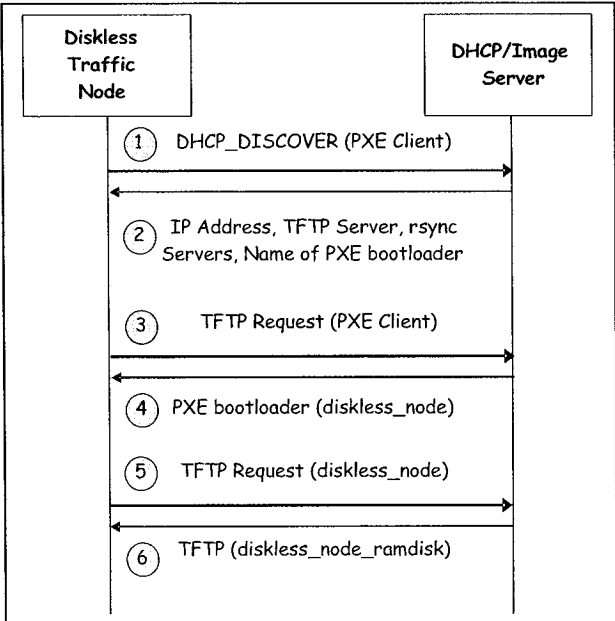 Diskless
Traffic
Node
DHCP/Image
Server
1 DHCP_DISCOVER (PXE Client)
2 IP Address, TFTP Server, rsync
Servers, Name of PXE bootloader
3 TFTP Request (PXE Client)
4 PXE bootloader (diskless_node)
5 TFTP Request (diskless_node)
6 TFTP (diskless_node_ramdisk)